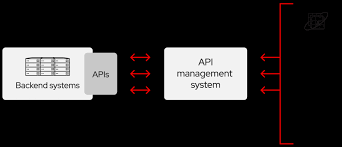 Backend systems
APIs
API
management
system